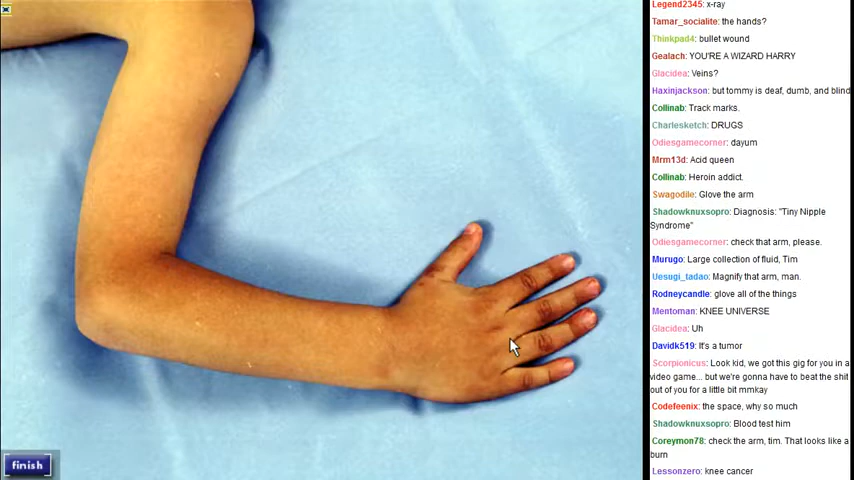 Legend2345: x-ray
Tamar_socialite: the hands?
Thinkpad4: bullet wound
Gealach: YOU'RE A WIZARD HARRY
Glacidea: Veins?
Haxinjackson: but tommy is deaf, dumb, and blind
Collinab: Track marks.
Charlesketch: DRUGS
Odiesgamecorner: dayum
Mrm13d: Acid queen
Collinab: Heroin addict.
Swagodile: Glove the arm
Shadowknuxsopro: Diagnosis: "Tiny Nipple
Syndrome"
Odiesgamecorner: check that arm, please.
Murugo: Large collection of fluid, Tim
Uesugi_tadao: Magnify that arm, man.
Rodneycandle: glove all of the things
Mentoman: KNEE UNIVERSE
Glacidea: Uh
Davidk519: It's a tumor
Scorpionicus: Look kid, we got this gig for you in a
video game... but we're gonna have to beat the shit
out of you for a little bit mmkay
Codefeenix: the space, why so much
Shadowknuxsopro: Blood test him
Coreymon78: check the arm, tim. That looks like a
burn
Lessonzero: knee cancer
finish